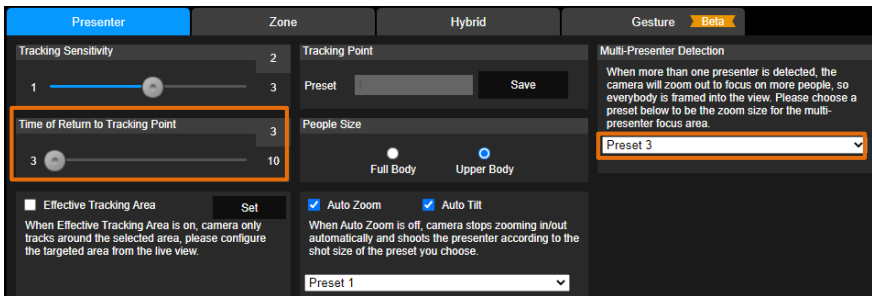 Presenter
Zone
Hybrid
Gesture
Beta
Tracking Sensitivity
2
1
3
Time of Return to Tracking Point
3
3
10
Effective Tracking Area
Set
When Effective Tracking Area is on, camera only
tracks around the selected area, please configure
the targeted area from the live view.
Tracking Point
Preset
1
Save
People Size
Full Body
Upper Body
Auto Zoom
Auto Tilt
When Auto Zoom is off, camera stops zooming in/out
automatically and shoots the presenter according to the
shot size of the preset you choose.
Preset 1
Multi-Presenter Detection
When more than one presenter is detected, the
camera will zoom out to focus on more people, so
everybody is framed into the view. Please choose a
preset below to be the zoom size for the multi-
presenter focus area.
Preset 3